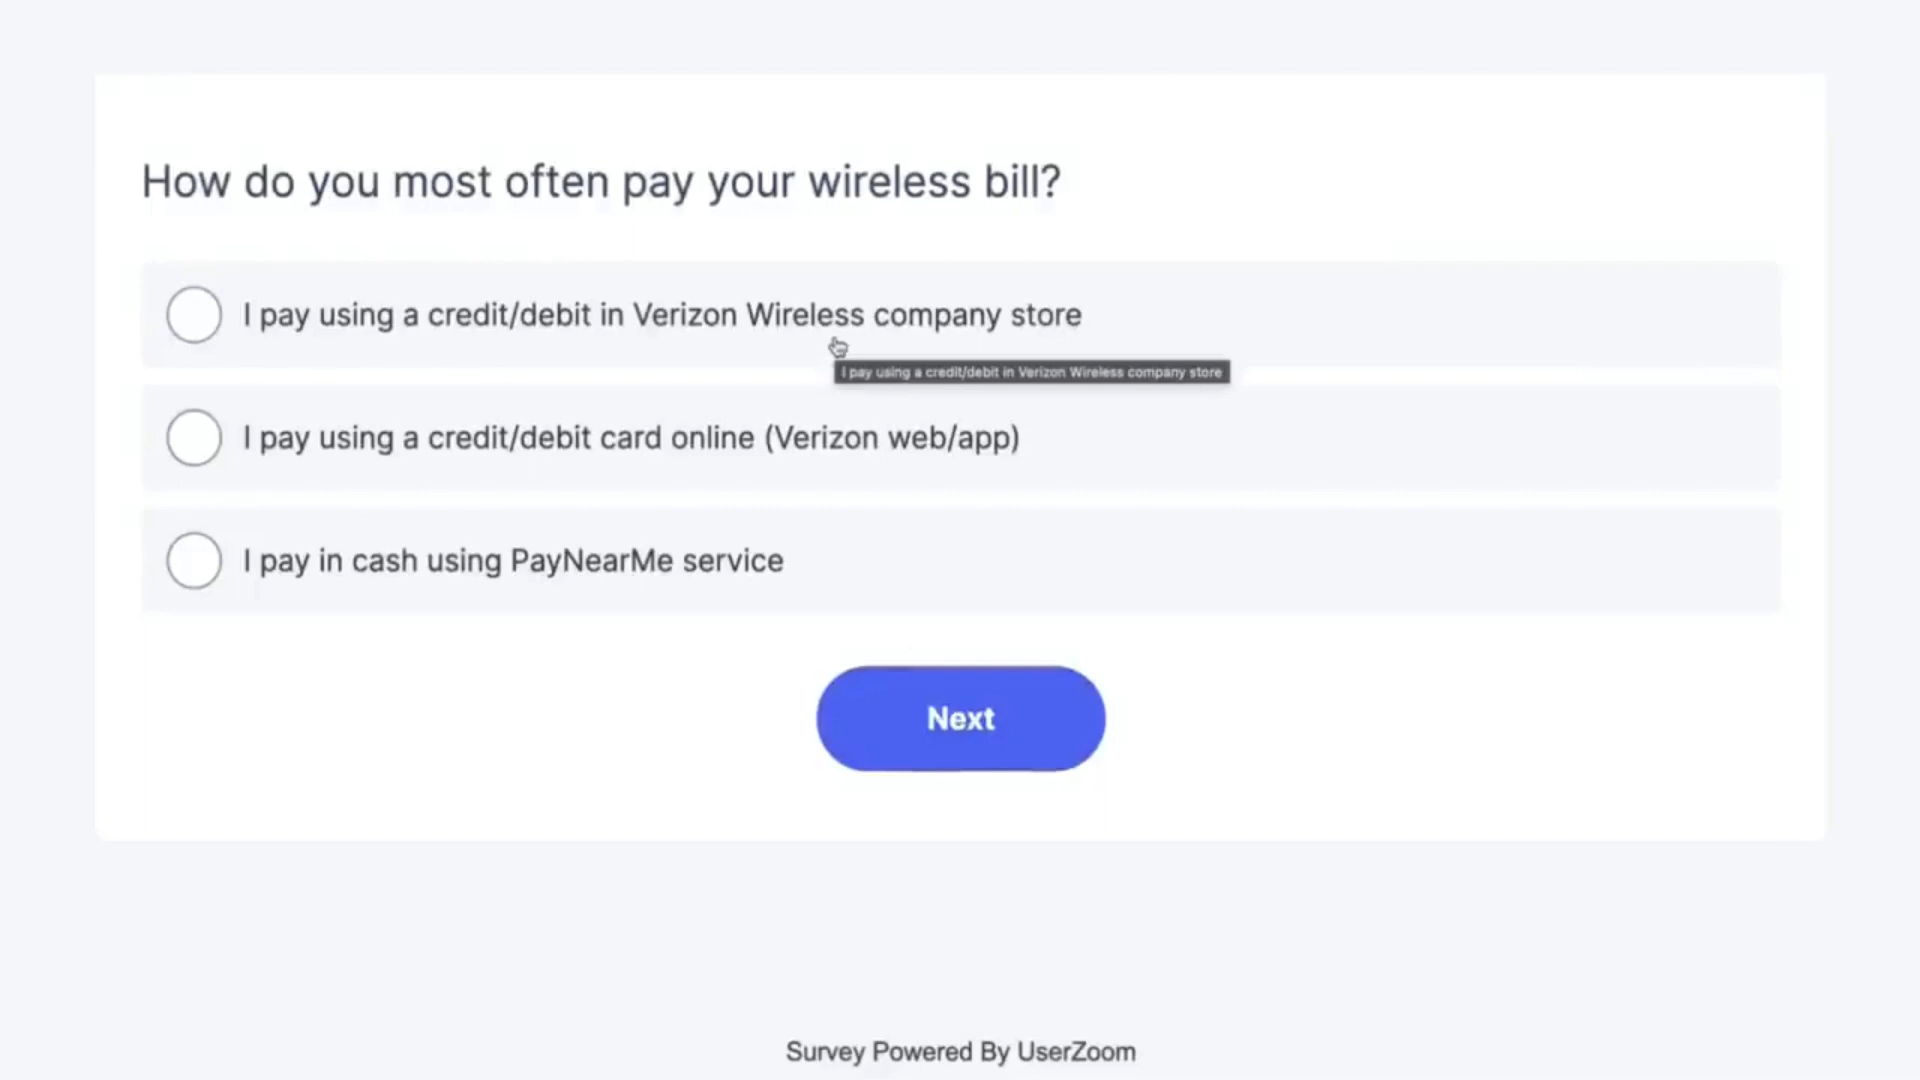 How do you most often pay your wireless bill?
I pay using a credit/debit in Verizon Wireless company store
I pay using a credit/debit in Verizon Wireless company store
I pay using a credit/debit card online (Verizon web/app)
I pay in cash using PayNearMe service
Next
Survey Powered By UserZoom